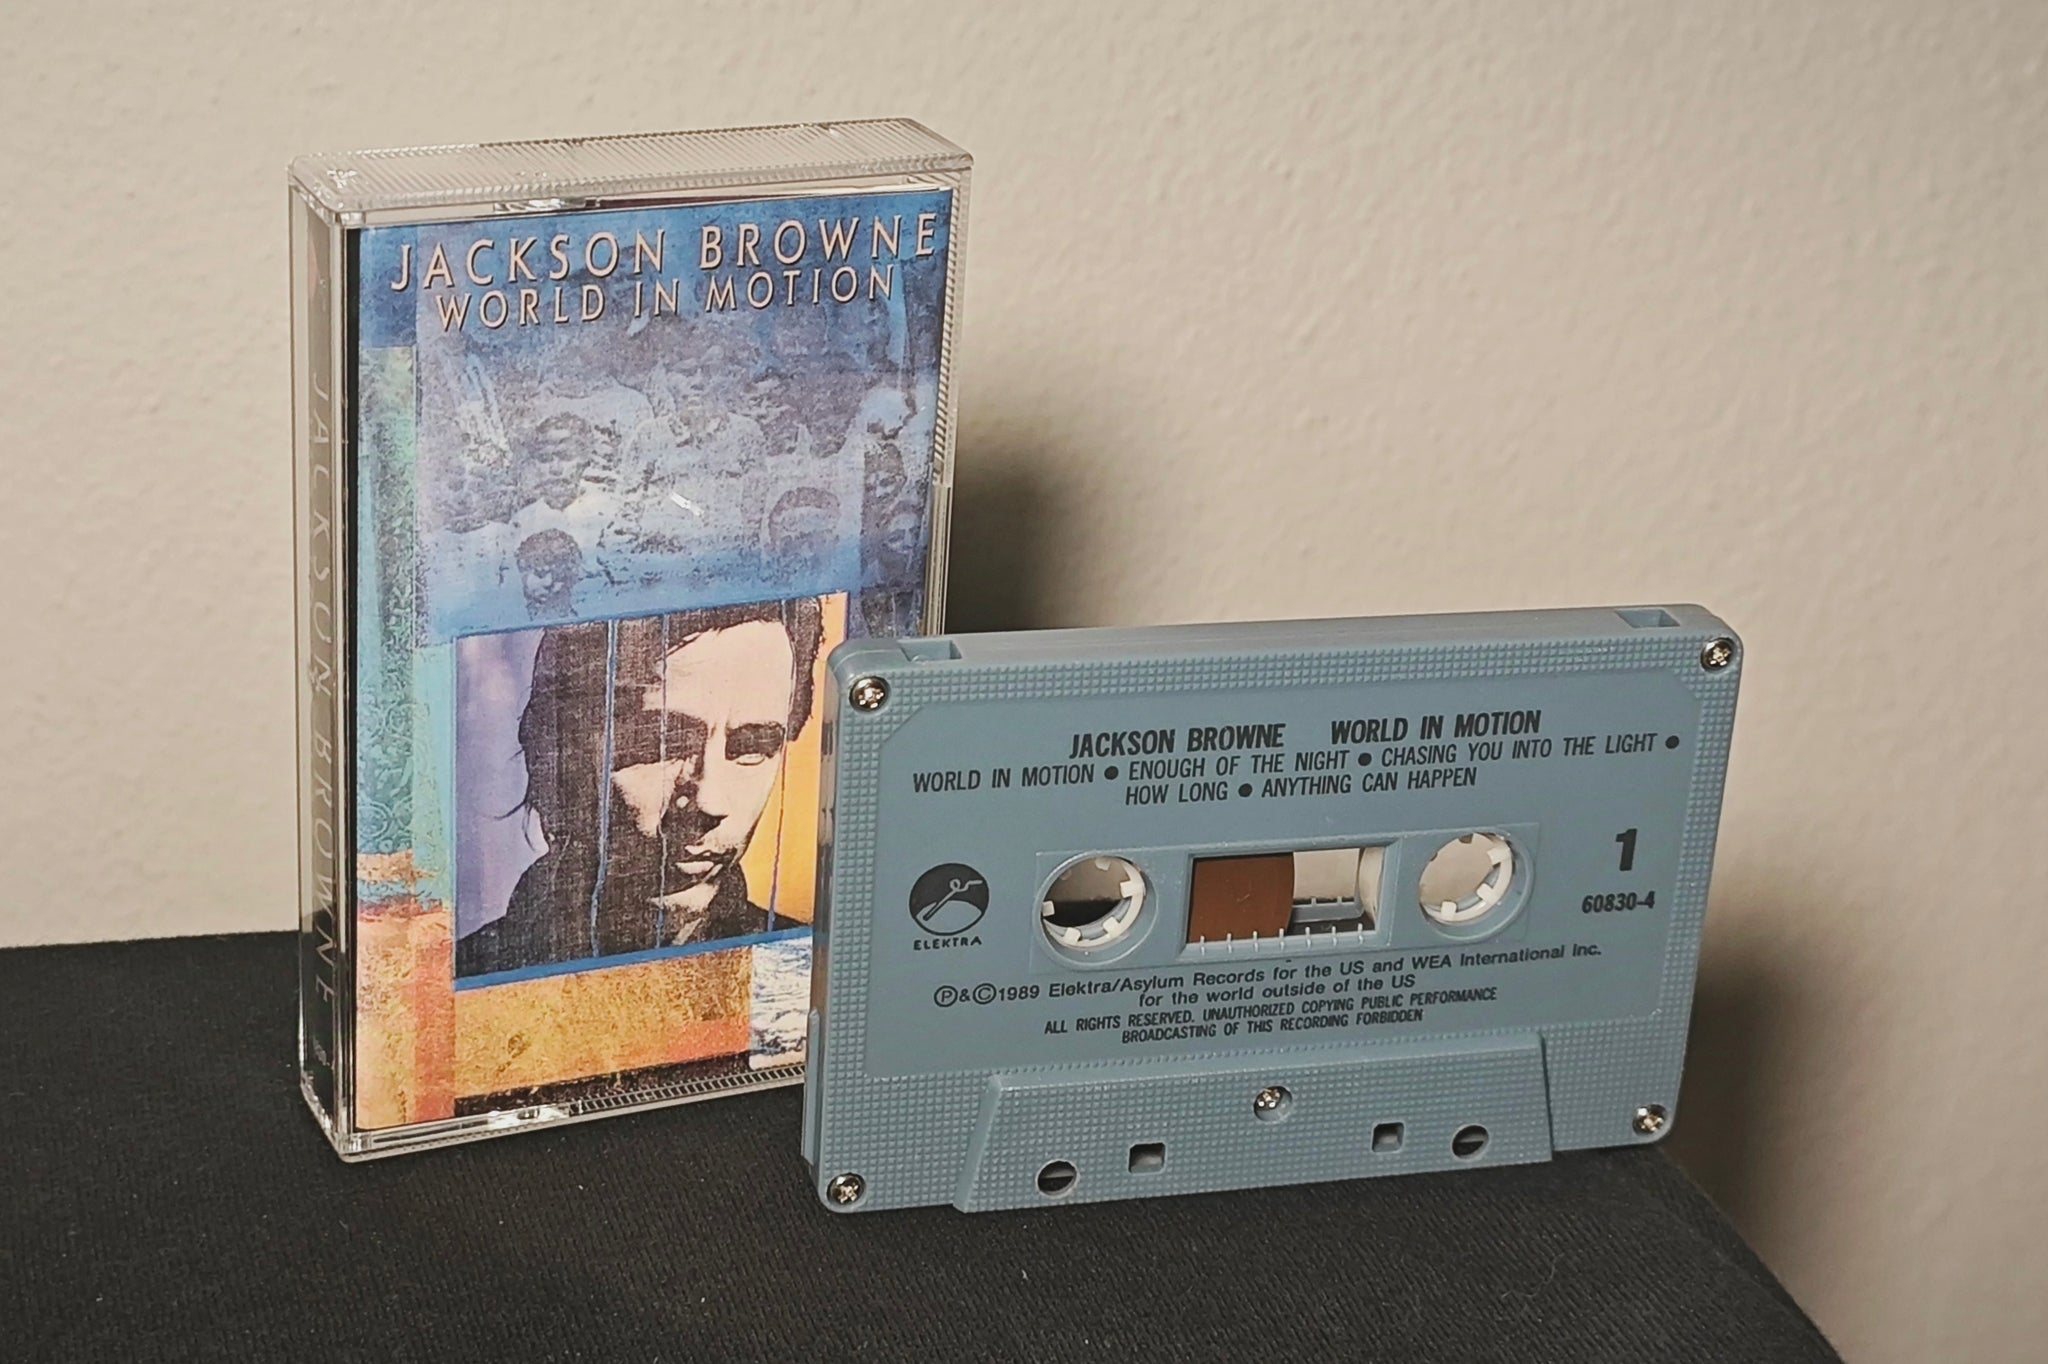 JACKSON BROWNE
WORLD IN MOTION
JACKSON BROWNE
JACKSON BROWNE WORLD IN MOTION
WORLD IN MOTION ● ENOUGH OF THE NIGHT ● CHASING YOU INTO THE LIGHT ●
HOW LONG ● ANYTHING CAN HAPPEN
1
60830-4
ELEKTRA
Ⓟ&Ⓒ1989 Elektra/Asylum Records for the US and WEA International Inc.
for the world outside of the US
ALL RIGHTS RESERVED. UNAUTHORIZED COPYING PUBLIC PERFORMANCE
BROADCASTING OF THIS RECORDING FORBIDDEN